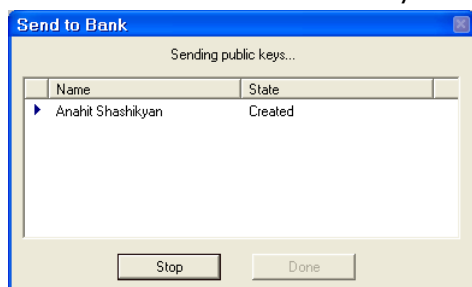 Send to Bank
Sending public keys...
Name State
Anahit Shashikyan Created
Stop Done